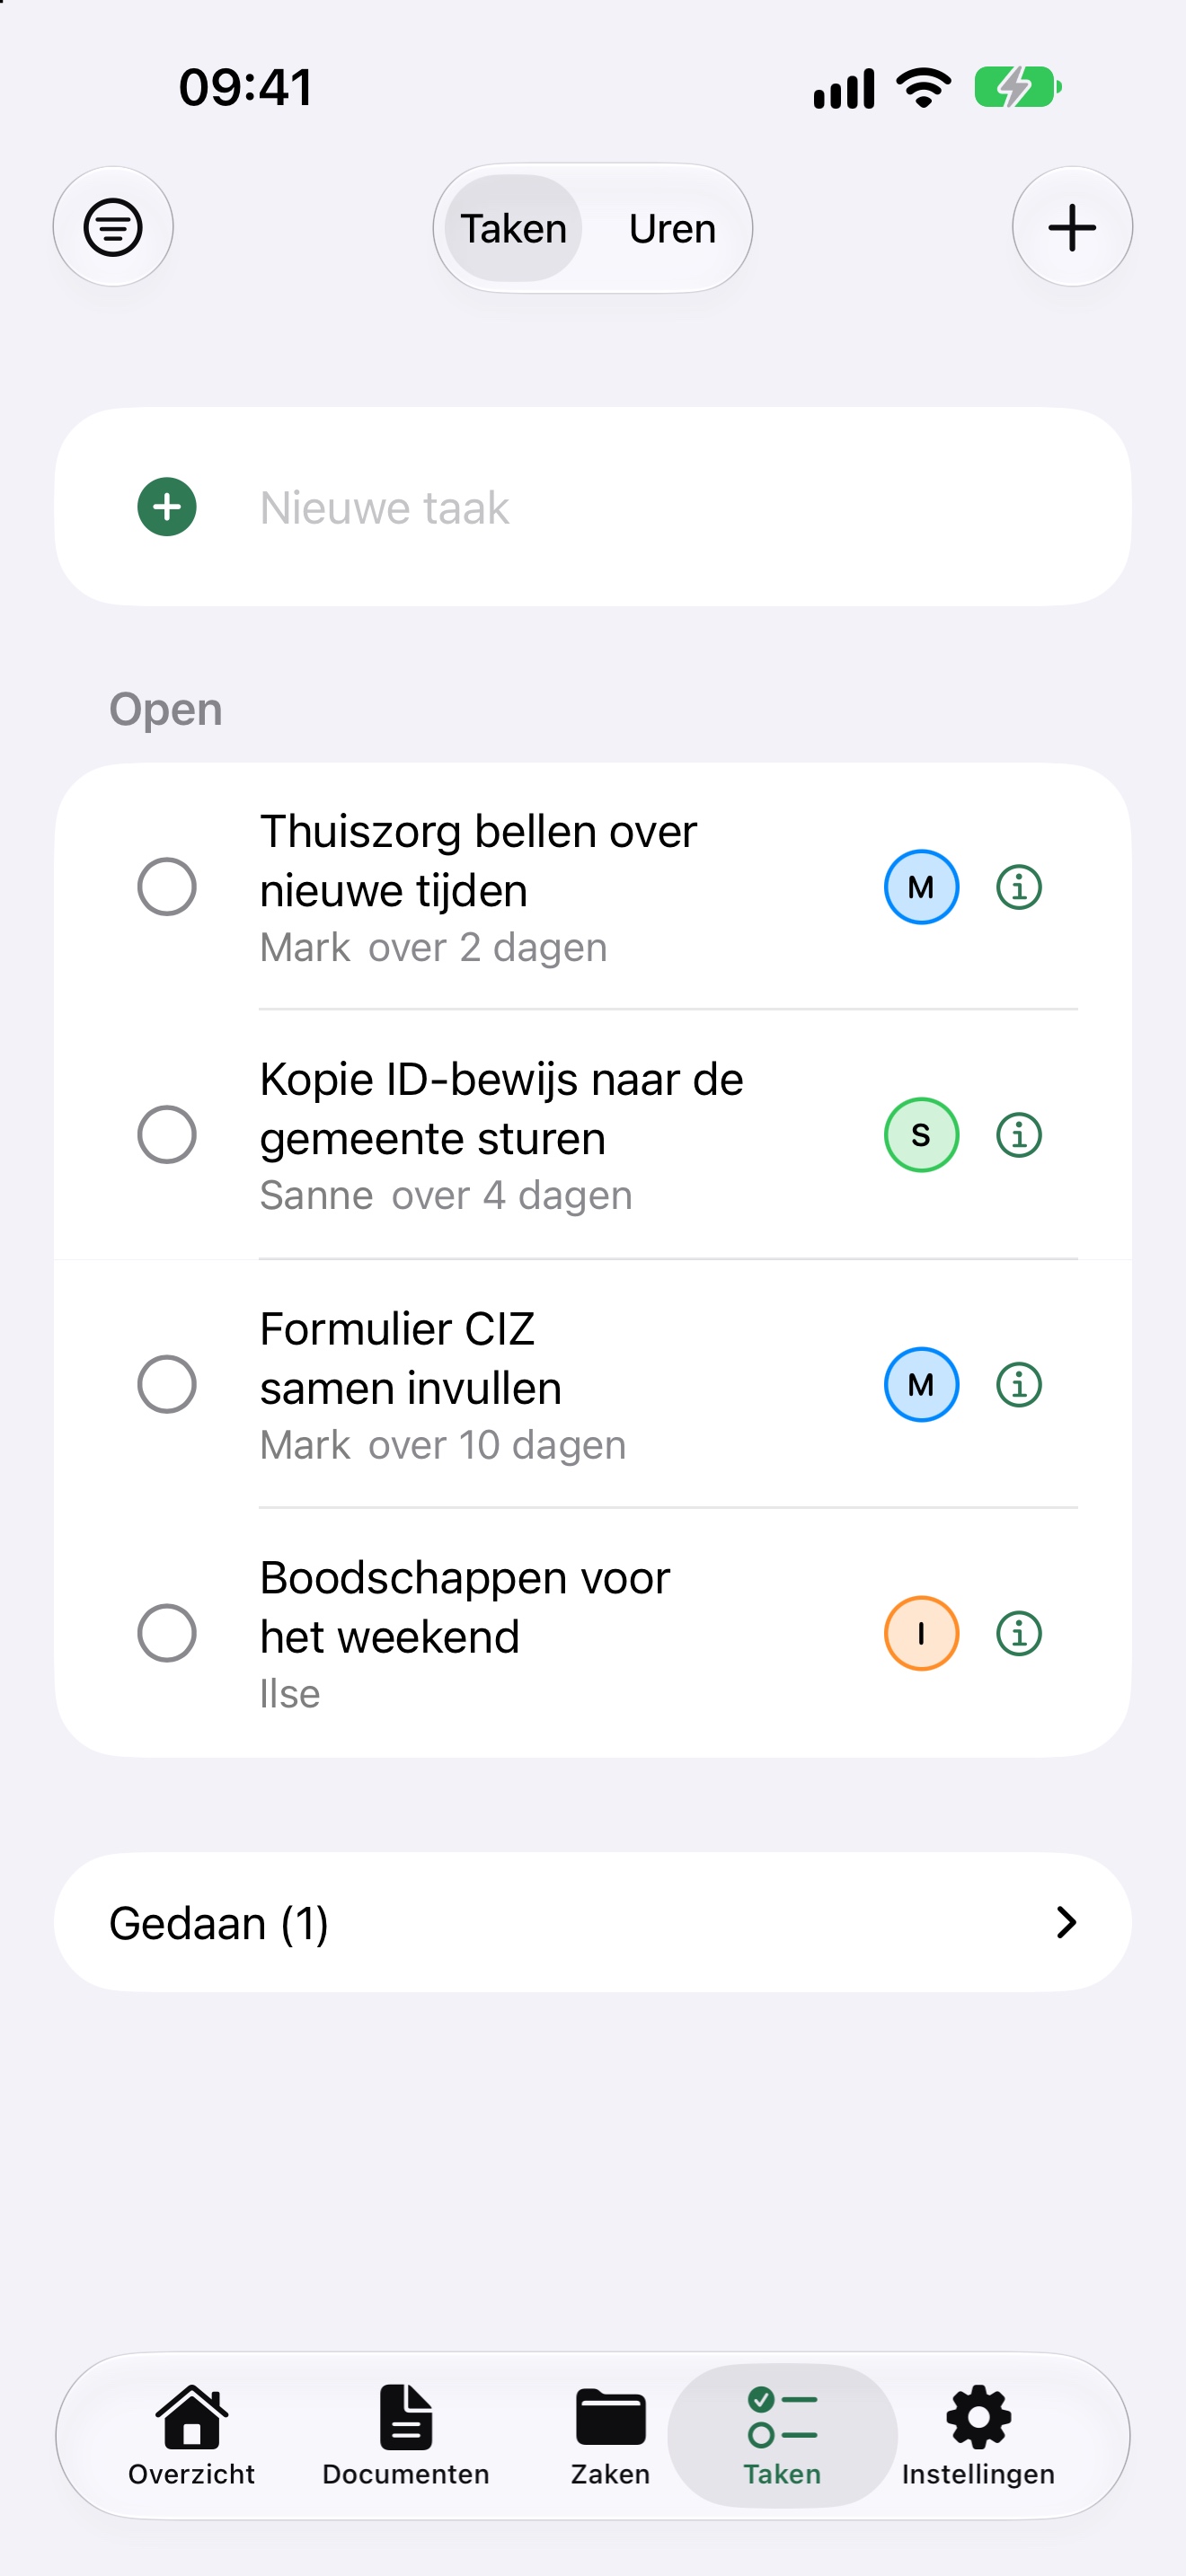 09:41
Taken Uren
Nieuwe taak
Open
Thuiszorg bellen over
nieuwe tijden
Mark over 2 dagen
M
Kopie ID-bewijs naar de
gemeente sturen
Sanne over 4 dagen
S
Formulier CIZ
samen invullen
Mark over 10 dagen
M
Boodschappen voor
het weekend
Ilse
I
Gedaan (1)
Overzicht Documenten Zaken Taken Instellingen